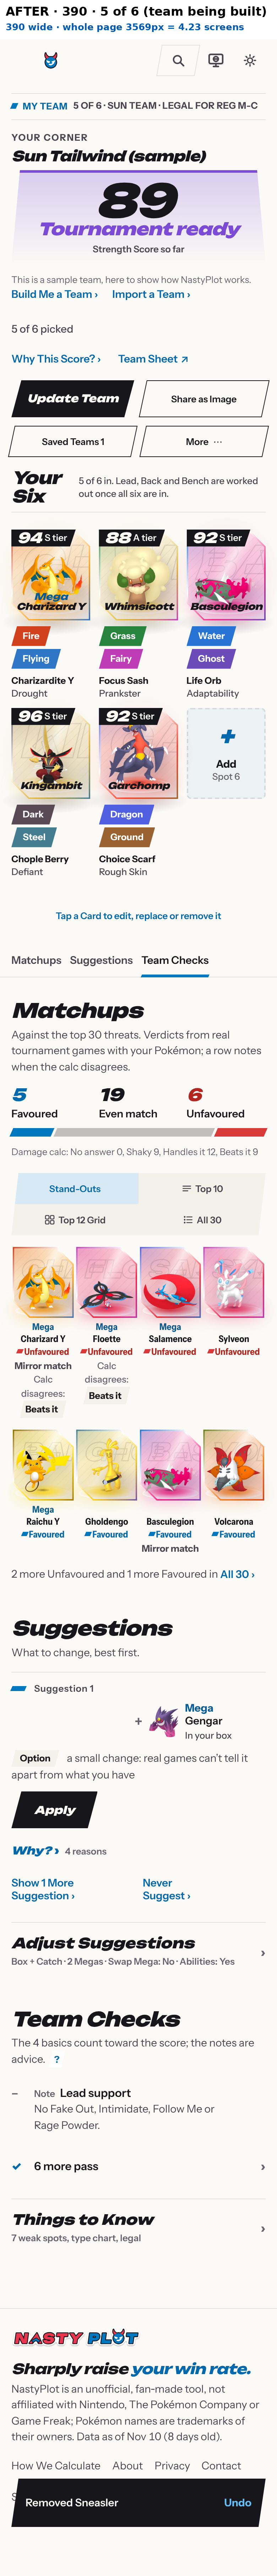 AFTER · 390 · 5 of 6 (team being built)
390 wide · whole page 3569px = 4.23 screens
MY TEAM 5 OF 6 · SUN TEAM · LEGAL FOR REG M-C
YOUR CORNER
Sun Tailwind (sample)
89
Tournament ready
Strength Score so far
This is a sample team, here to show how NastyPlot works.
Build Me a Team › Import a Team ›
5 of 6 picked
Why This Score? › Team Sheet ↗
Update Team Share as Image
Saved Teams 1 More ···
Your Six
5 of 6 in. Lead, Back and Bench are worked out once all six are in.
94 S tier 88 A tier 92 S tier
Mega
Charizard Y Whimsicott Basculegion
Fire Grass Water
Flying Fairy Ghost
Charizardite Y Focus Sash Life Orb
Drought Prankster Adaptability
96 S tier 92 S tier +
Add
Spot 6
Kingambit Garchomp
Dark Dragon
Steel Ground
Chople Berry Choice Scarf
Defiant Rough Skin
Tap a Card to edit, replace or remove it
Matchups Suggestions Team Checks
Matchups
Against the top 30 threats. Verdicts from real
tournament games with your Pokémon; a row notes
when the calc disagrees.
5 19 6
Favoured Even match Unfavoured
Damage calc: No answer 0, Shaky 9, Handles it 12, Beats it 9
Stand-Outs Top 10
Top 12 Grid All 30
Mega Mega Mega
Charizard Y Floette Salamence Sylveon
Unfavoured Unfavoured Unfavoured Unfavoured
Mirror match Calc
Calc disagrees:
disagrees: Beats it
Beats it
Mega
Raichu Y Gholdengo Basculegion Volcarona
Favoured Favoured Favoured Favoured
Mirror match
2 more Unfavoured and 1 more Favoured in All 30 ›
Suggestions
What to change, best first.
Suggestion 1
+ Mega
Gengar
In your box
Option a small change: real games can't tell it
apart from what you have
Apply
Why? › 4 reasons
Show 1 More
Suggestion ›
Never
Suggest ›
Adjust Suggestions ›
Box + Catch · 2 Megas · Swap Mega: No · Abilities: Yes
Team Checks
The 4 basics count toward the score; the notes are
advice. ?
– Note Lead support
No Fake Out, Intimidate, Follow Me or
Rage Powder.
✓ 6 more pass ›
Things to Know ›
7 weak spots, type chart, legal
NASTY PLOT
Sharply raise your win rate.
NastyPlot is an unofficial, fan-made tool, not
affiliated with Nintendo, The Pokémon Company or
Game Freak; Pokémon names are trademarks of
their owners. Data as of Nov 10 (8 days old).
How We Calculate About Privacy Contact
Removed Sneasler Undo